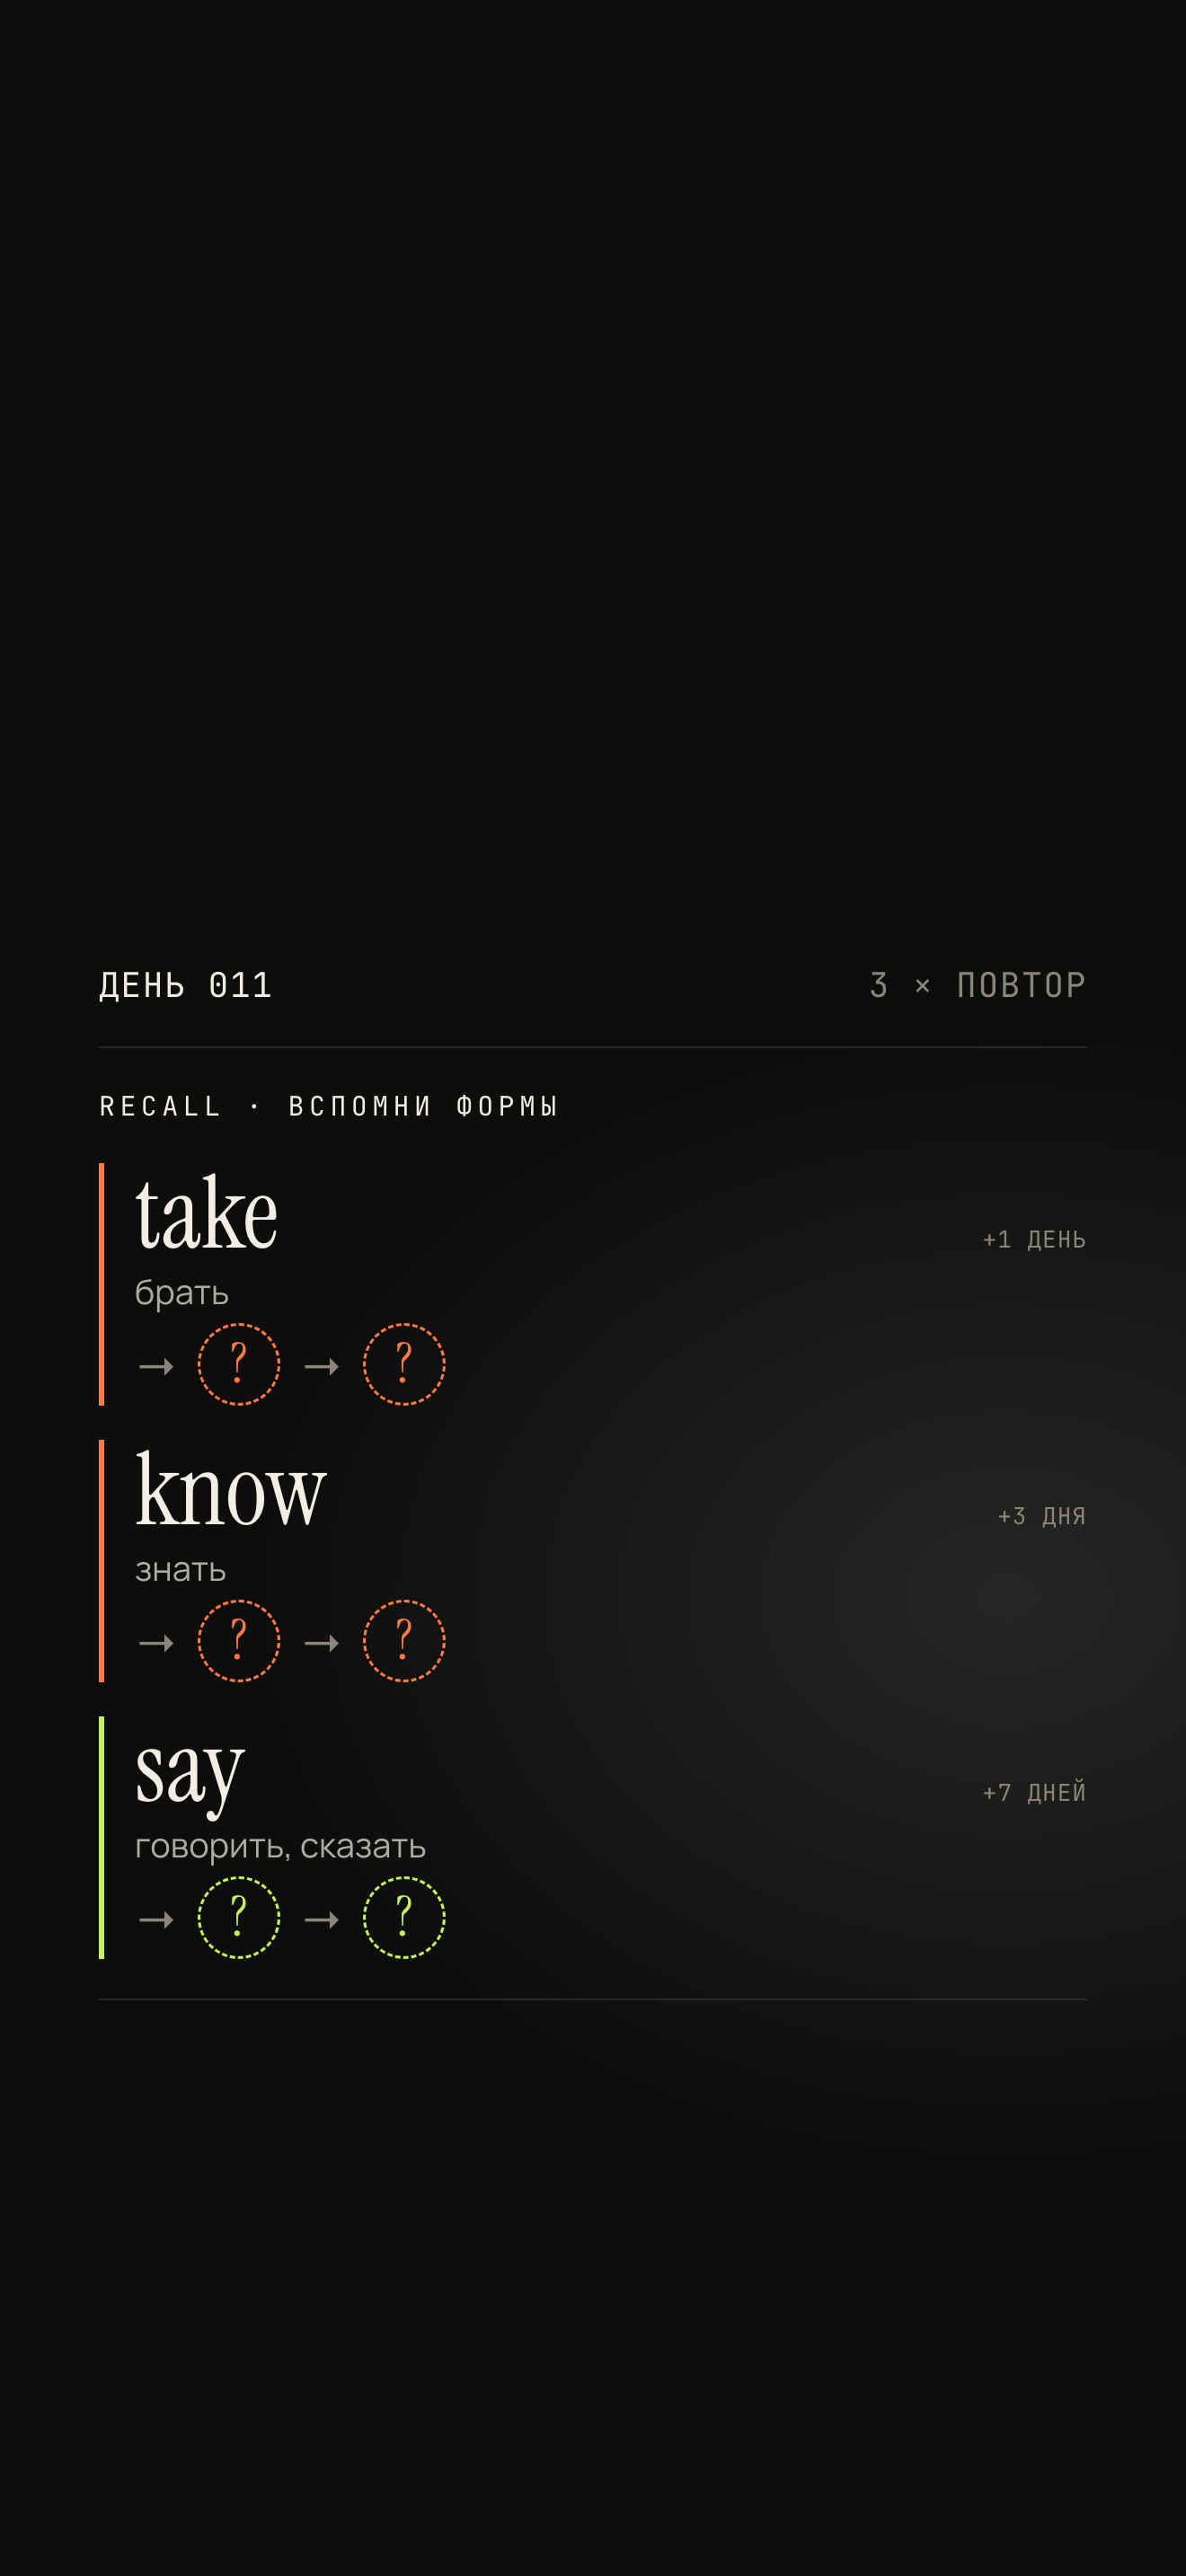 ДЕНЬ 011
3 × ПОВТОР
RECALL · ВСПОМНИ ФОРМЫ
take
+1 ДЕНЬ
брать
→ ? → ?
know
+3 ДНЯ
знать
→ ? → ?
say
+7 ДНЕЙ
говорить, сказать
→ ? → ?